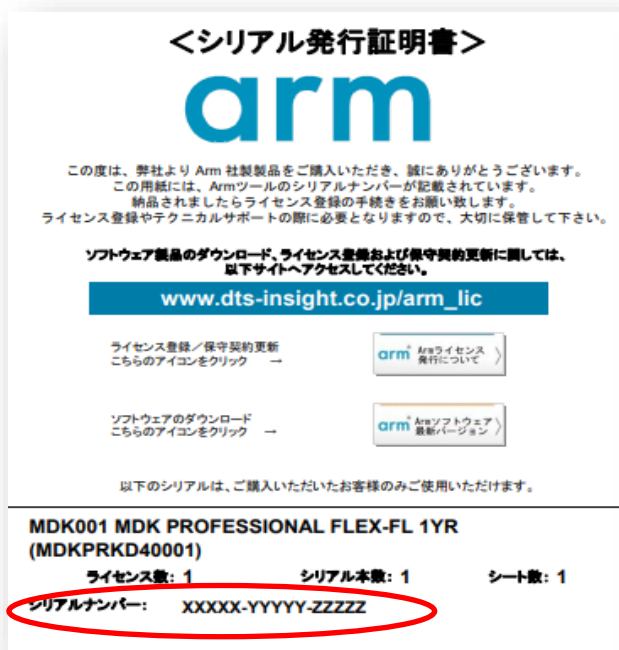 ＜シリアル発行証明書＞
arm
この度は、弊社より Arm 社製製品をご購入いただき、誠にありがとうございます。
この用紙には、Armツールのシリアルナンバーが記載されています。
納品されましたらライセンス登録の手続きをお願い致します。
ライセンス登録やテクニカルサポートの際に必要となりますので、大切に保管して下さい。
ソフトウェア製品のダウンロード、ライセンス登録および保守契約更新に関しては、
以下サイトへアクセスしてください。
www.dts-insight.co.jp/arm_lic
ライセンス登録／保守契約更新
こちらのアイコンをクリック →
arm Armライセンス
発行について
ソフトウェアのダウンロード
こちらのアイコンをクリック →
arm Armソフトウェア
最新バージョン
以下のシリアルは、ご購入いただいたお客様のみご使用いただけます。
MDK001 MDK PROFESSIONAL FLEX-FL 1YR
(MDKPRKD40001)
ライセンス数: 1 シリアル本数: 1 シート数: 1
シリアルナンバー: XXXXX-YYYYY-ZZZZZ